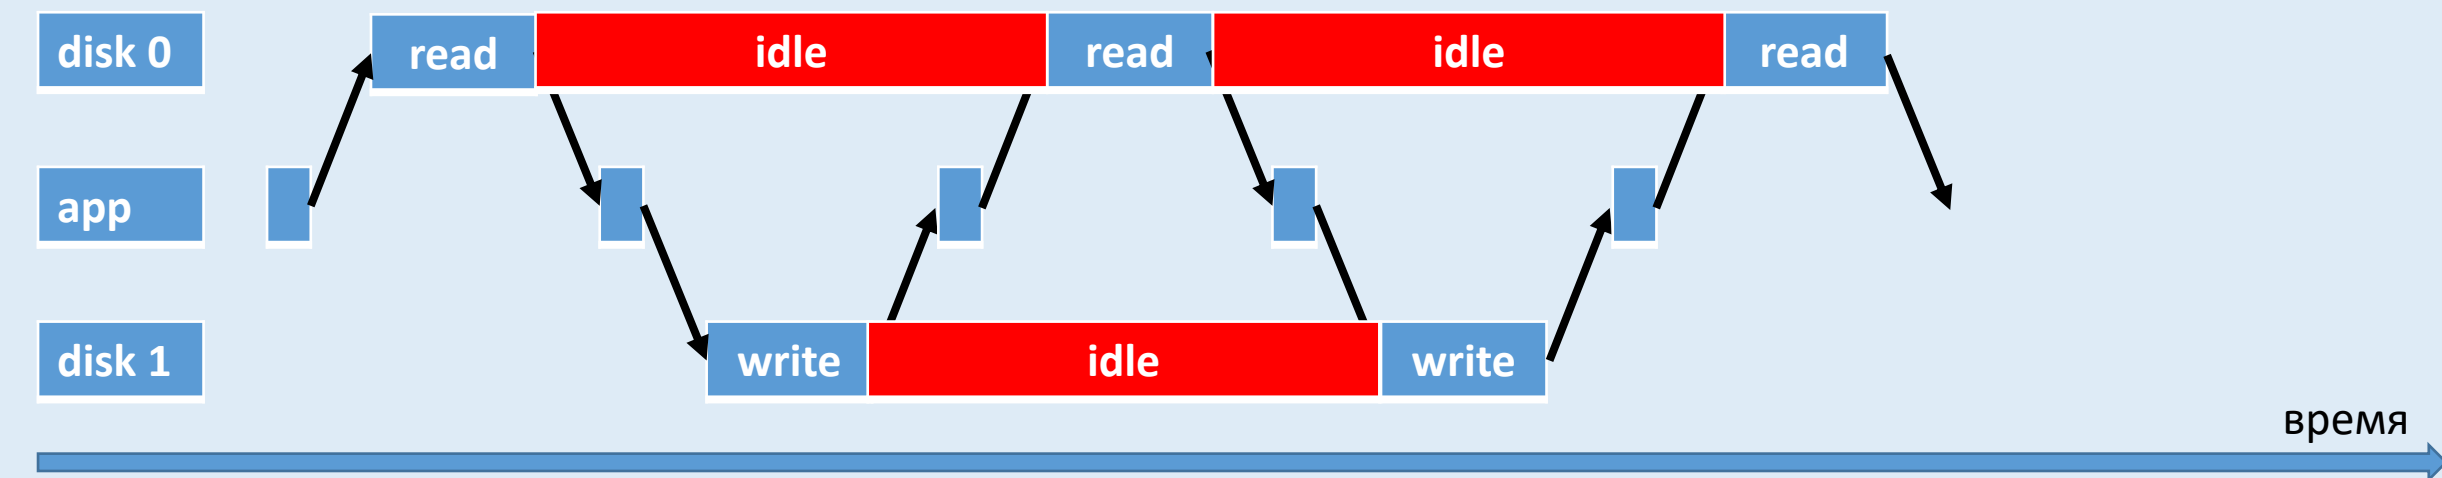 disk 0 read idle read idle read
app
disk 1 write idle write
время